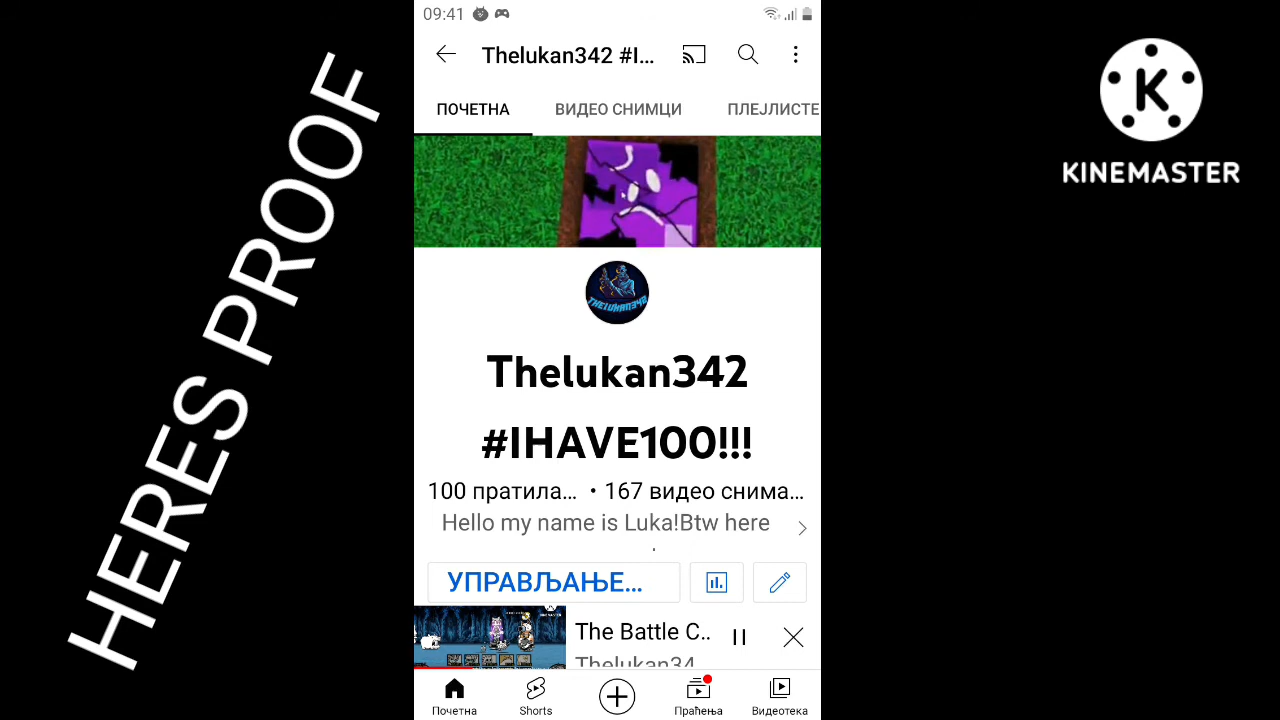 HERES PROOF
09:41
Thelukan342 #I...
ПОЧЕТНА
ВИДЕО СНИМЦИ
ПЛЕЈЛИСТЕ
THELUKAN342
Thelukan342
#IHAVE100!!!
100 пратила... • 167 видео снима...
Hello my name is Luka!Btw here
УПРАВЉАЊЕ...
The Battle C..
Thelukan34
Почетна
Shorts
Праћења
Видеотека
K
KINEMASTER